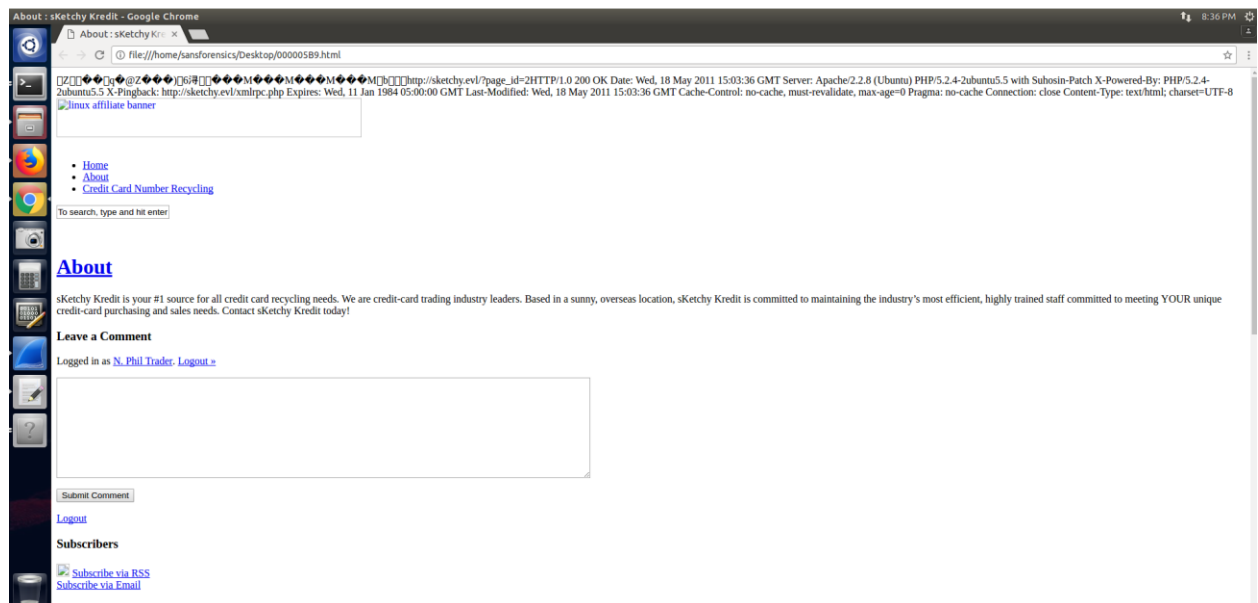 About : sKetchy Kredit - Google Chrome
8:36 PM
About : sKetchy Kre
file:///home/sansforensics/Desktop/000005B9.html
http://sketchy.evl/?page_id=2HTTP/1.0 200 OK Date: Wed, 18 May 2011 15:03:36 GMT Server: Apache/2.2.8 (Ubuntu) PHP/5.2.4-
2ubuntu5.5 with Suhosin-Patch X-Powered-By: PHP/5.2.4-
2ubuntu5.5 X-Pingback: http://sketchy.evl/xmlrpc.php Expires: Wed, 11 Jan 1984 05:00:00 GMT Last-Modified: Wed, 18 May 2011 15:03:36 GMT Cache-Control: no-cache, must-revalidate, max-age=0 Pragma: no-cache Connection: close Content-Type: text/html; charset=UTF-8
linux affiliate banner
Home
About
Credit Card Number Recycling
To search, type and hit enter
About
sKetchy Kredit is your #1 source for all credit card recycling needs. We are credit-card trading industry leaders. Based in a sunny, overseas location, sKetchy Kredit is committed to maintaining the industry's most efficient, highly trained staff committed to meeting YOUR unique
credit-card purchasing and sales needs. Contact sKetchy Kredit today!
Leave a Comment
Logged in as N. Phil Trader. Logout »
Submit Comment
Logout
Subscribers
Subscribe via RSS
Subscribe via Email